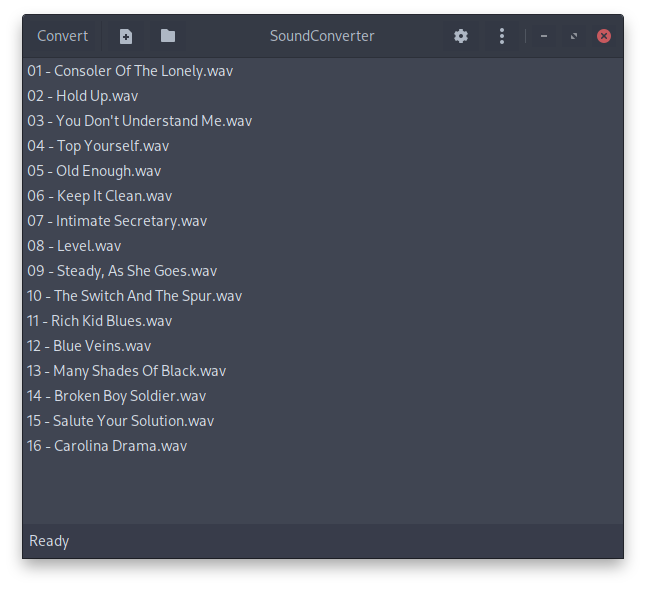 Convert SoundConverter
01 - Consoler Of The Lonely.wav
02 - Hold Up.wav
03 - You Don't Understand Me.wav
04 - Top Yourself.wav
05 - Old Enough.wav
06 - Keep It Clean.wav
07 - Intimate Secretary.wav
08 - Level.wav
09 - Steady, As She Goes.wav
10 - The Switch And The Spur.wav
11 - Rich Kid Blues.wav
12 - Blue Veins.wav
13 - Many Shades Of Black.wav
14 - Broken Boy Soldier.wav
15 - Salute Your Solution.wav
16 - Carolina Drama.wav
Ready